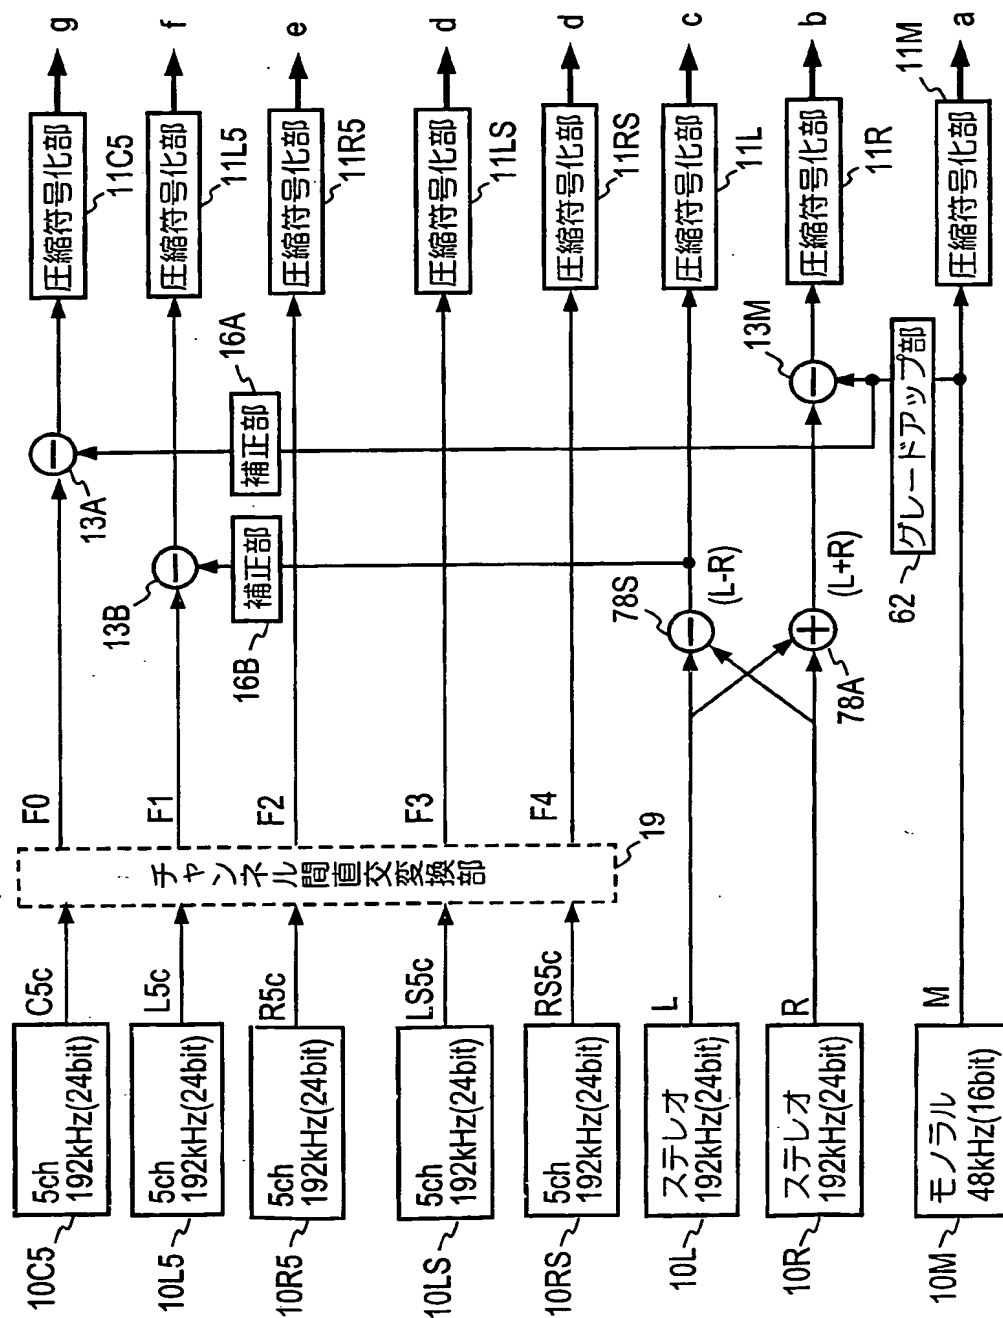 10C5
5ch
192kHz(24bit)
C5c
F0
13A
圧縮符号化部
11C5
g
10L5
5ch
192kHz(24bit)
L5c
F1
13B
圧縮符号化部
11L5
f
10R5
5ch
192kHz(24bit)
R5c
F2
16B
補正部
16A
補正部
圧縮符号化部
11R5
e
10LS
5ch
192kHz(24bit)
LS5c
F3
圧縮符号化部
11LS
d
10RS
5ch
192kHz(24bit)
RS5c
F4
圧縮符号化部
11RS
d
チャンネル間直交変換部
19
10L
ステレオ
192kHz(24bit)
L
78S
(L-R)
圧縮符号化部
11L
c
10R
ステレオ
192kHz(24bit)
R
78A
(L+R)
13M
圧縮符号化部
11R
b
62
グレードアップ部
10M
モノラル
48kHz(16bit)
M
圧縮符号化部
11M
a